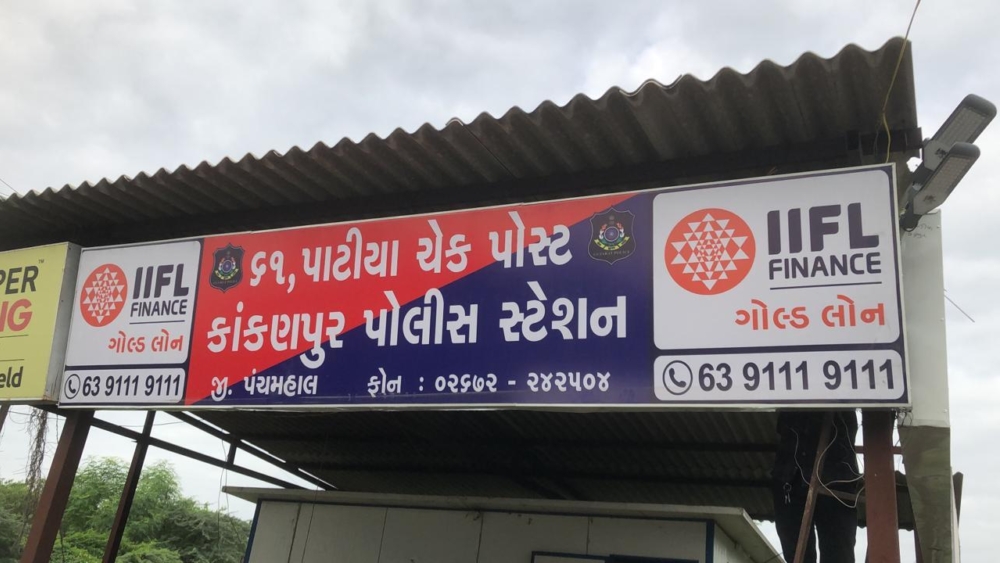 PER
NG
eld
IIFL
FINANCE
ગોલ્ડ લોન
63 9111 9111
૬૧, પાટીયા ચેક પોસ્ટ
કાંકણપુર પોલીસ સ્ટેશન
જી. પંચમહાલ ફોન : ૦૨૬૭૨ - ૨૪૨૫૦૪
IIFL
FINANCE
ગોલ્ડ લોન
63 9111 9111